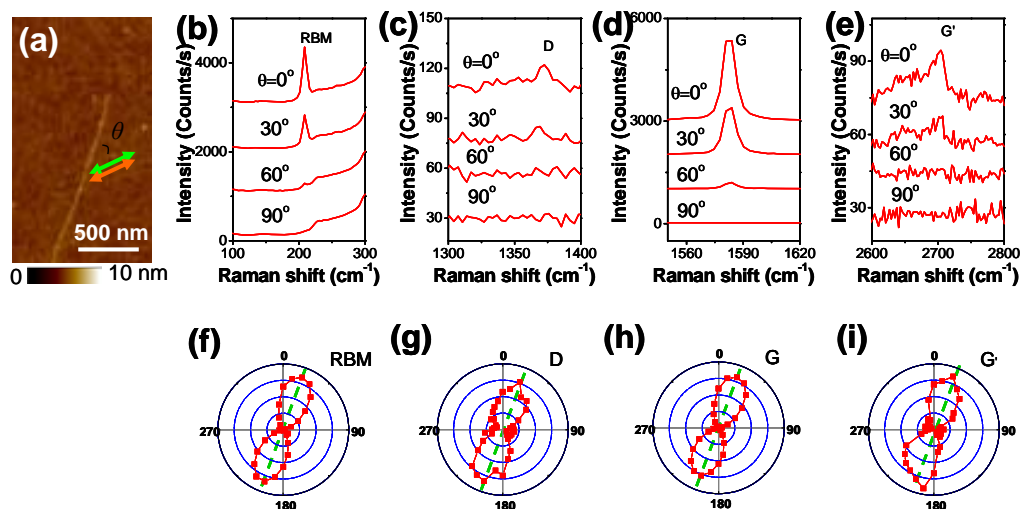 (a)
θ
500 nm
0 10 nm
(b)
Intensity (Counts/s)
4000
2000
0
RBM
θ=0°
30°
60°
90°
100 200 300
Raman shift (cm-1)
(c)
Intensity (Counts/s)
150
120
90
60
30
D
θ=0°
30°
60°
90°
1300 1350 1400
Raman shift (cm-1)
(d)
Intensity (Counts/s)
6000
3000
0
G
θ=0°
30°
60°
90°
1560 1590 1620
Raman shift (cm-1)
(e)
Intensity (Counts/s)
90
60
30
G'
θ=0°
30°
60°
90°
2600 2700 2800
Raman shift (cm-1)
(f)
RBM
0
270 90
180
(g)
D
0
270 90
180
(h)
G
0
270 90
180
(i)
G'
0
270 90
180